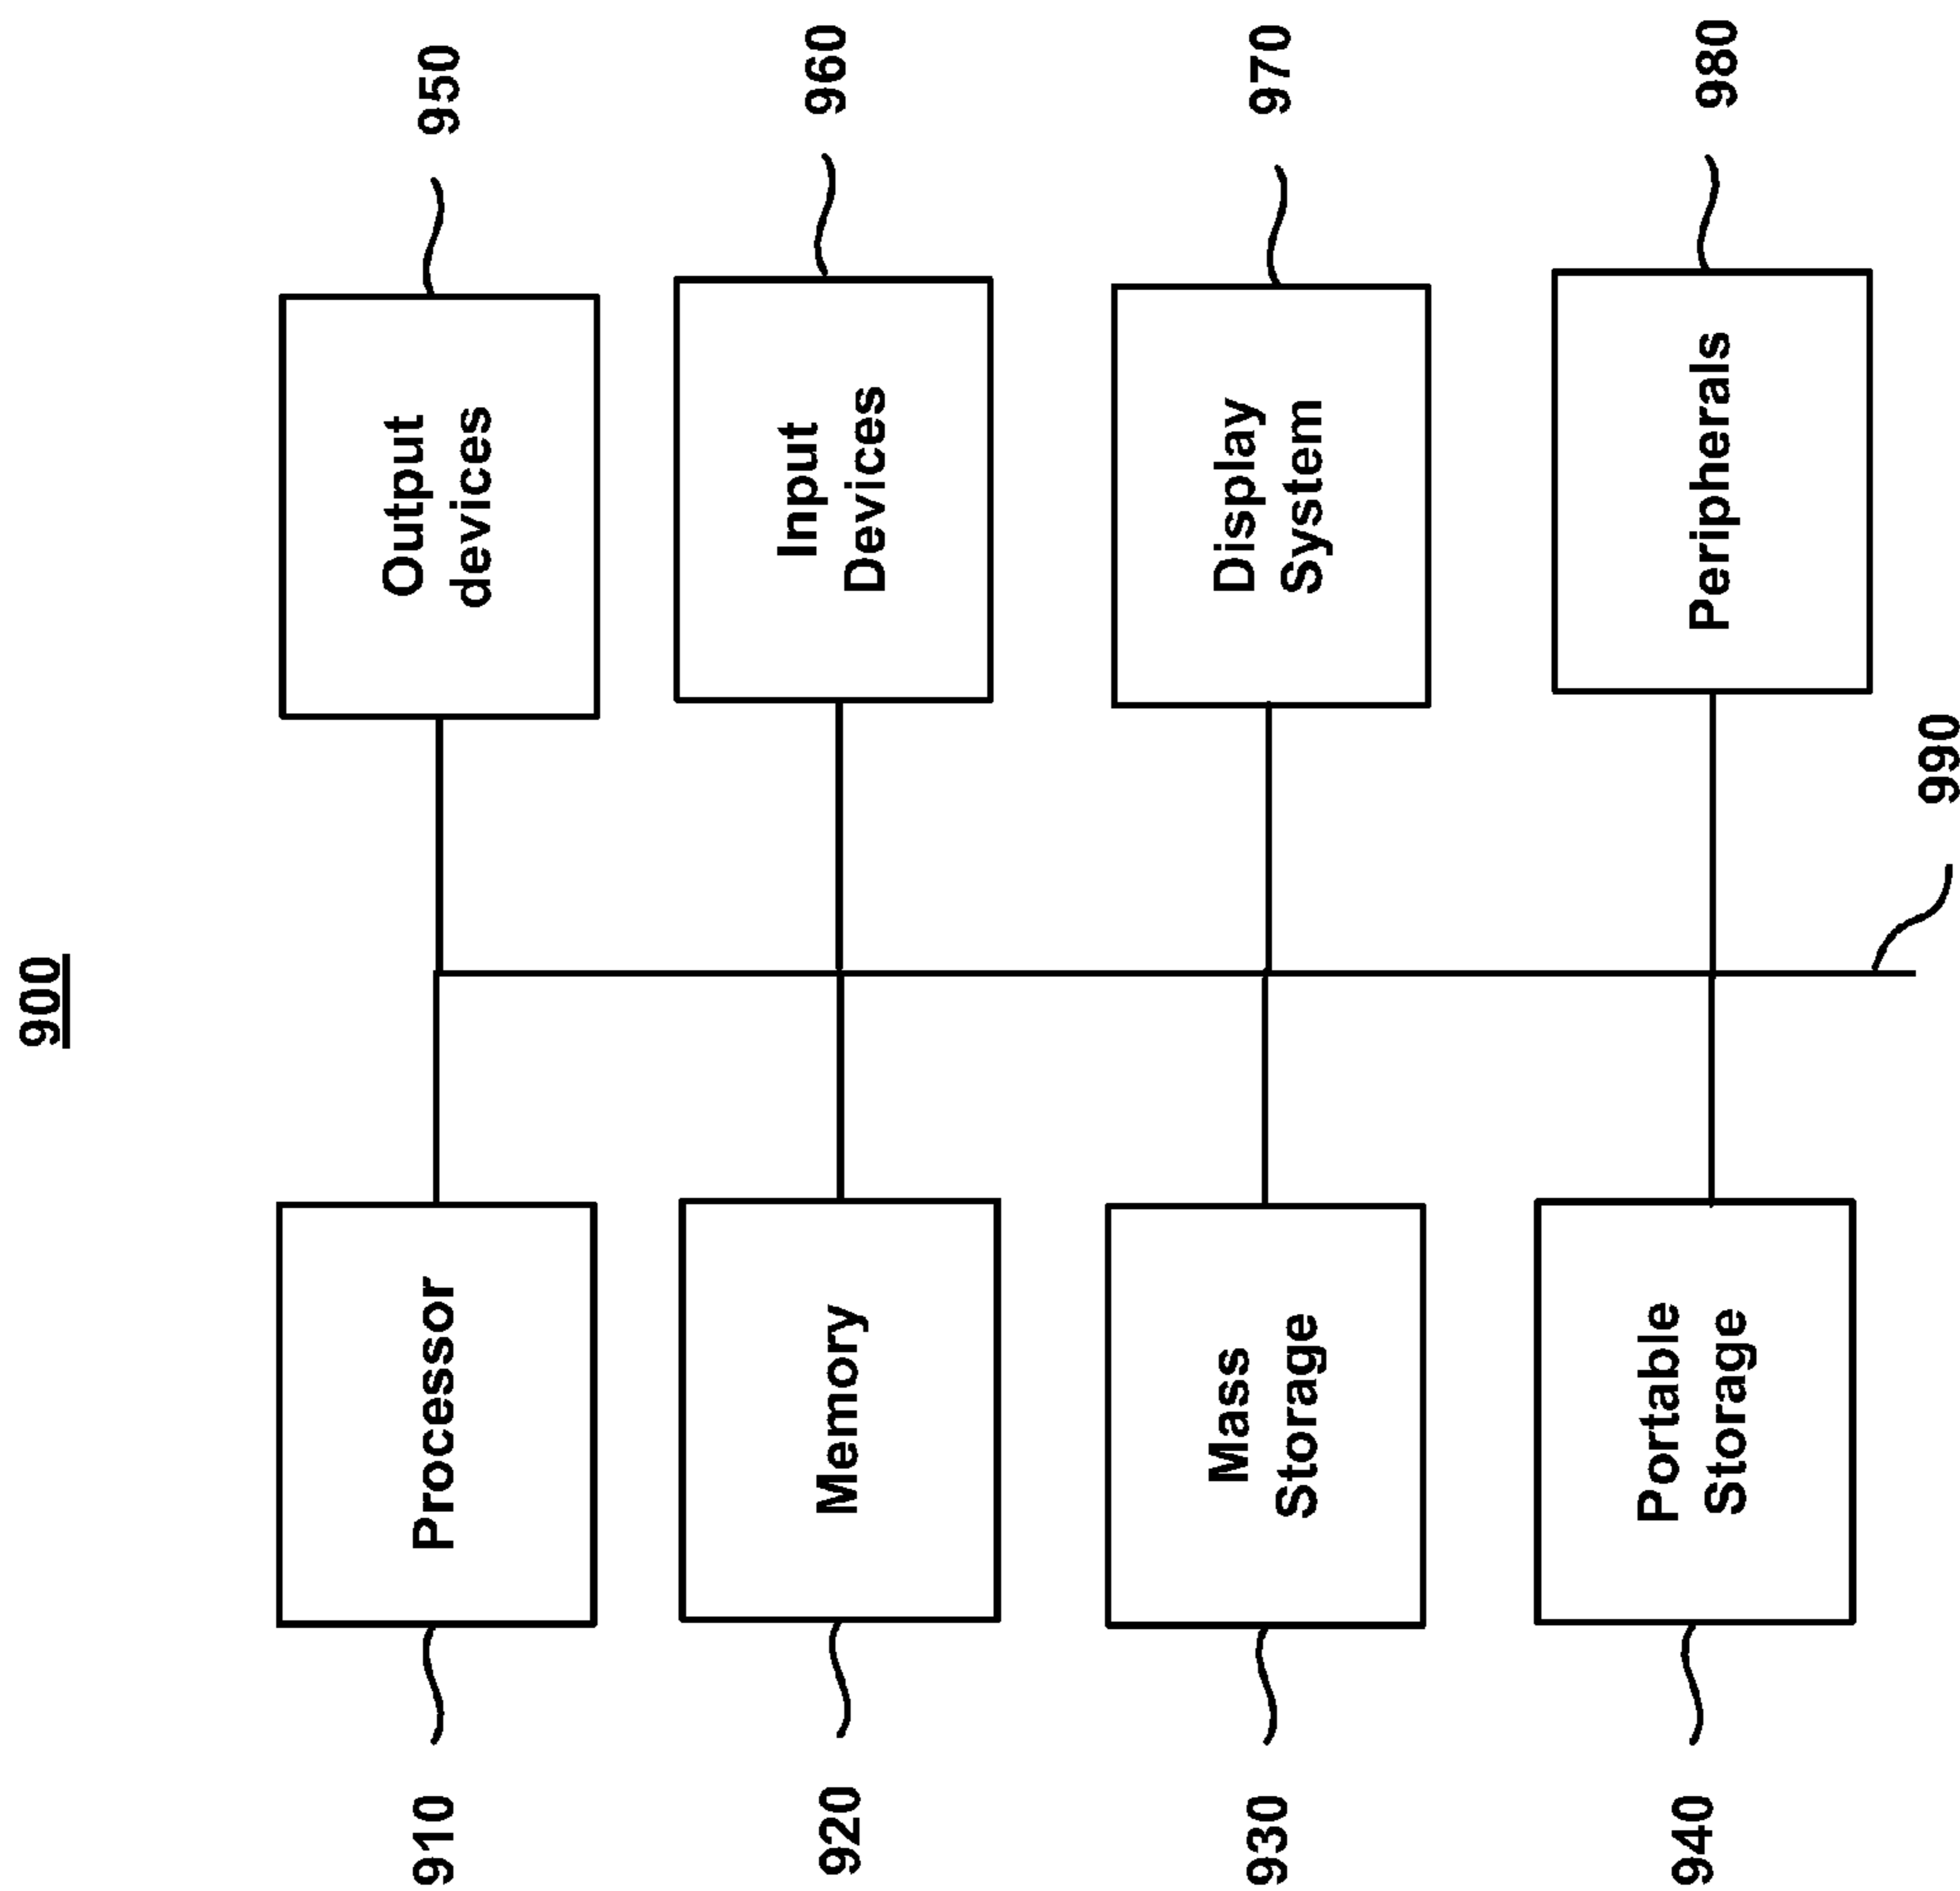 900
910
Processor
Output
devices
950
920
Memory
Input
Devices
960
930
Mass
Storage
Display
System
970
940
Portable
Storage
Peripherals
980
990